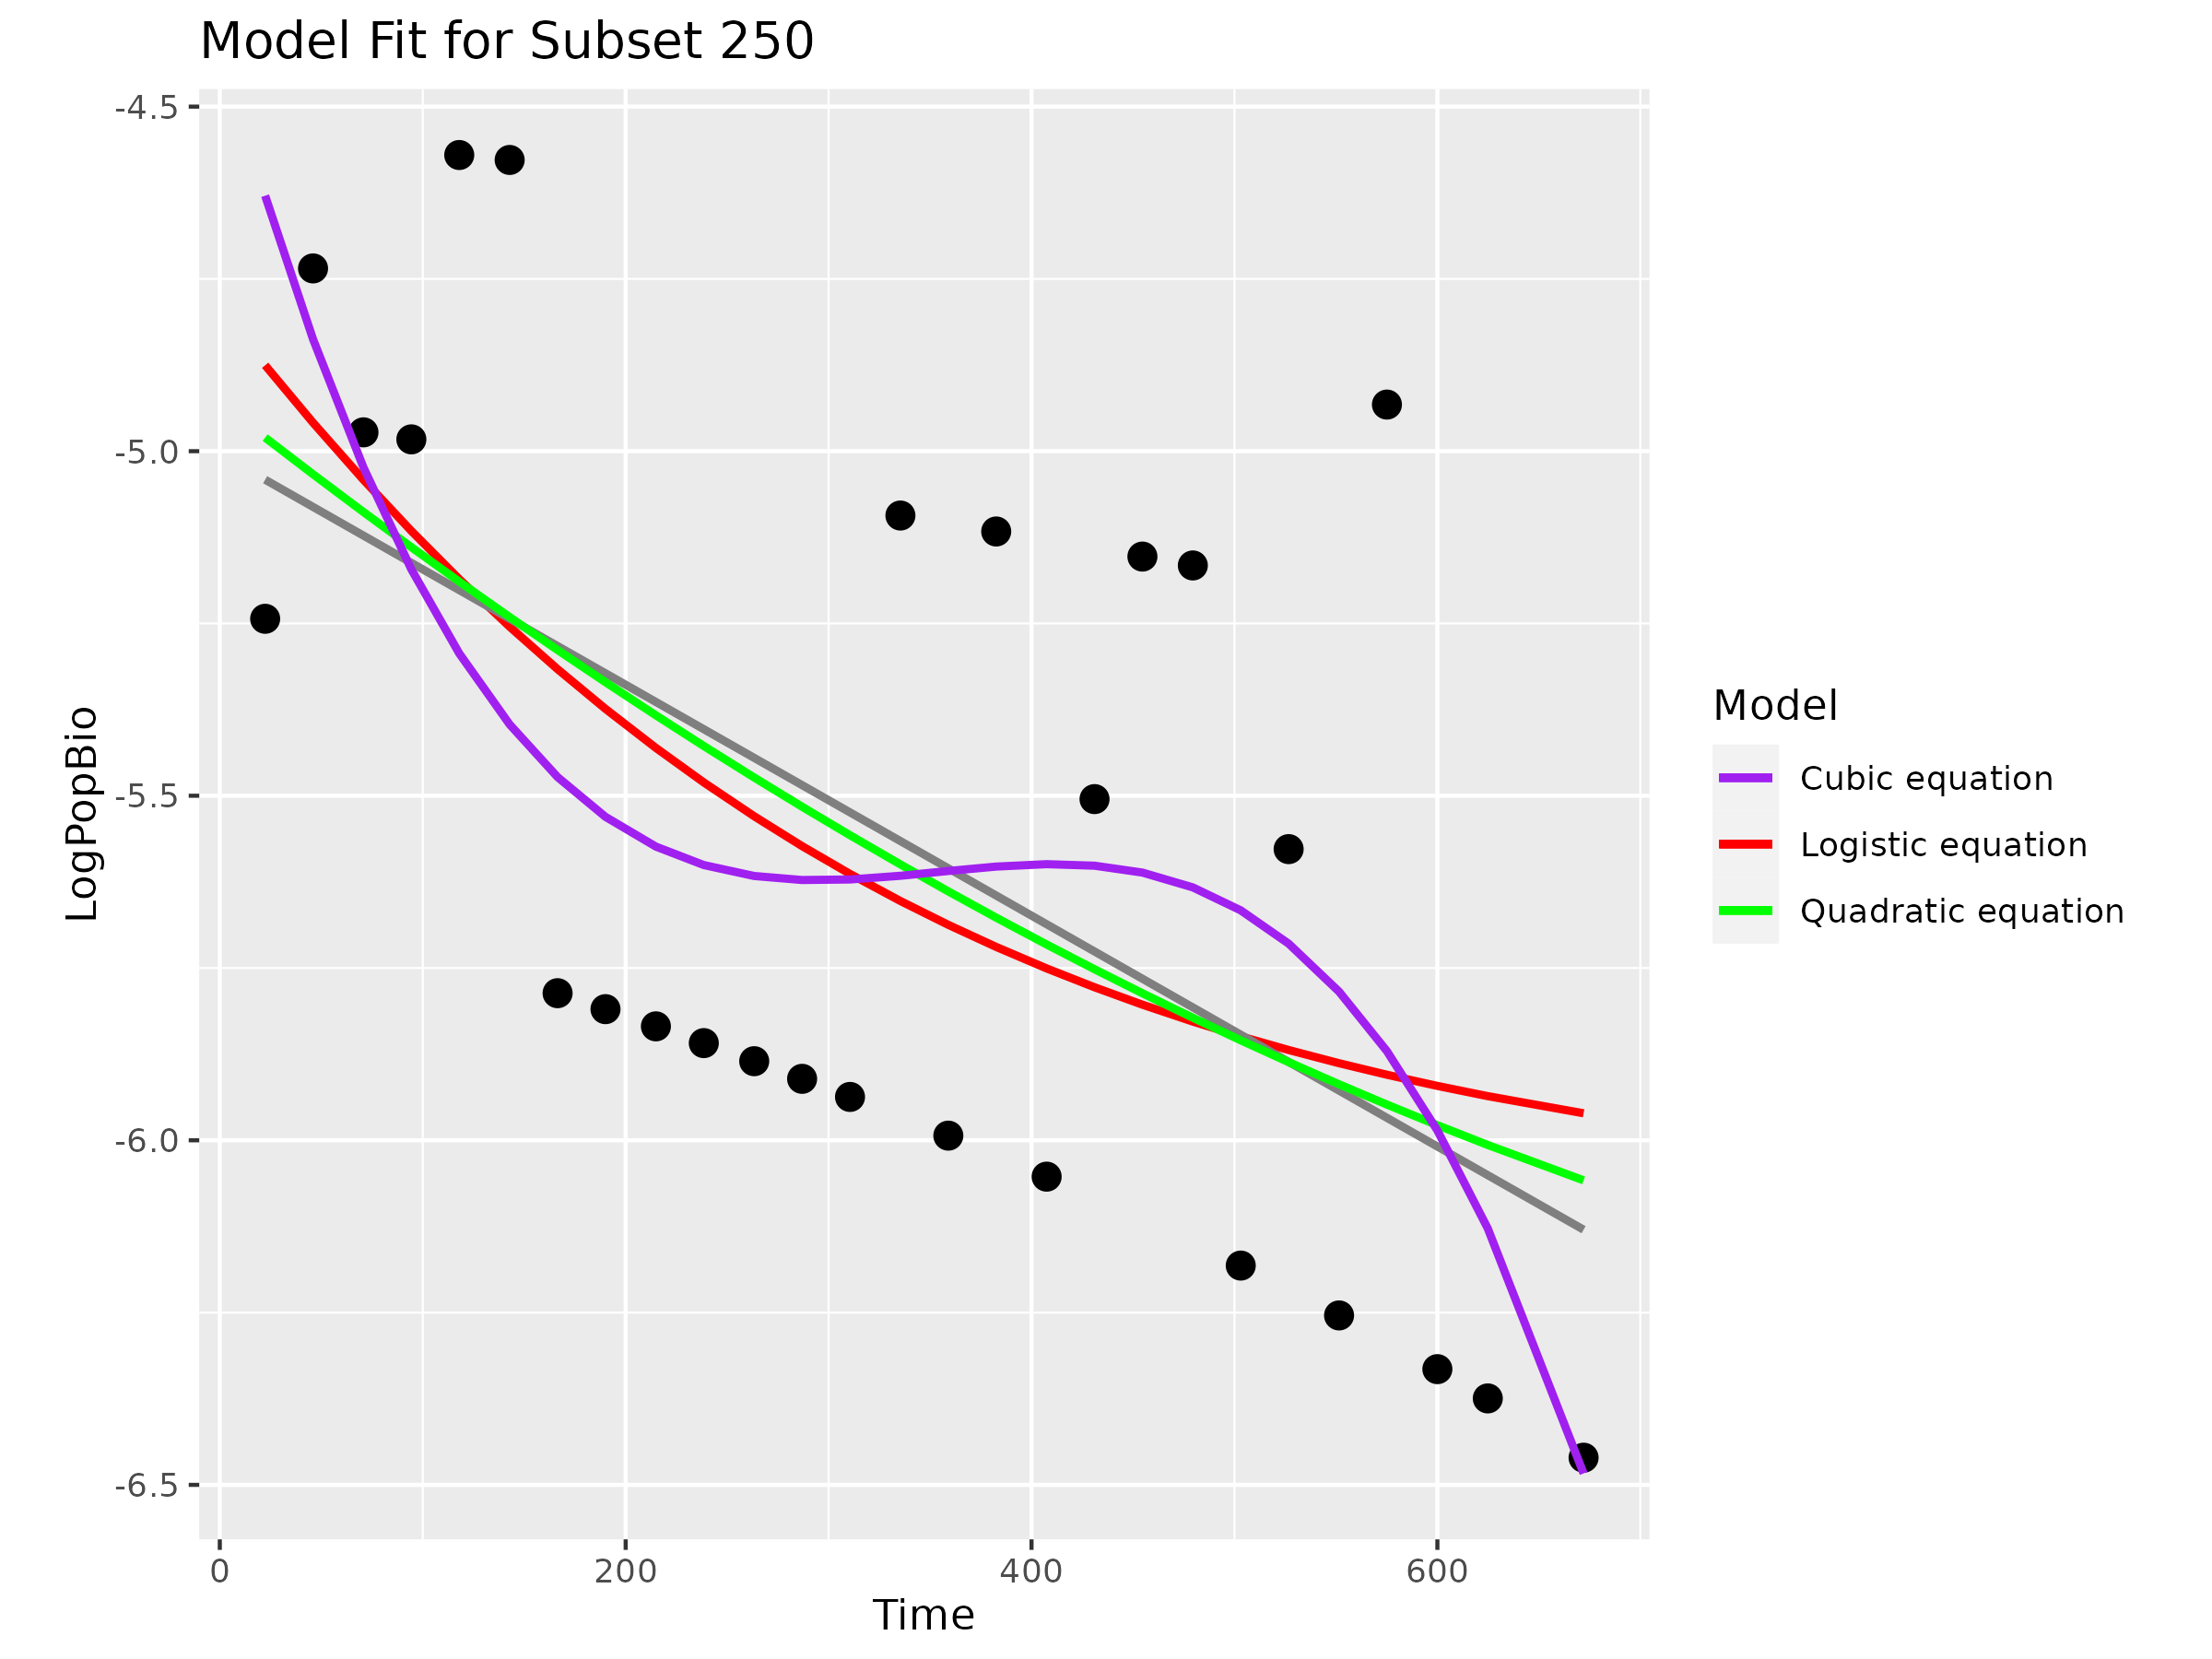 Model Fit for Subset 250
-4.5
-5.0
-5.5
-6.0
-6.5
LogPopBio
0 200 400 600
Time
Model
Cubic equation
Logistic equation
Quadratic equation